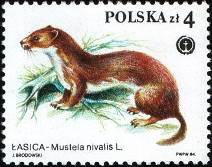 POLSKA zł 4
ŁASICA - Mustela nivalis L.
J. BRODOWSKI PWPW 84.